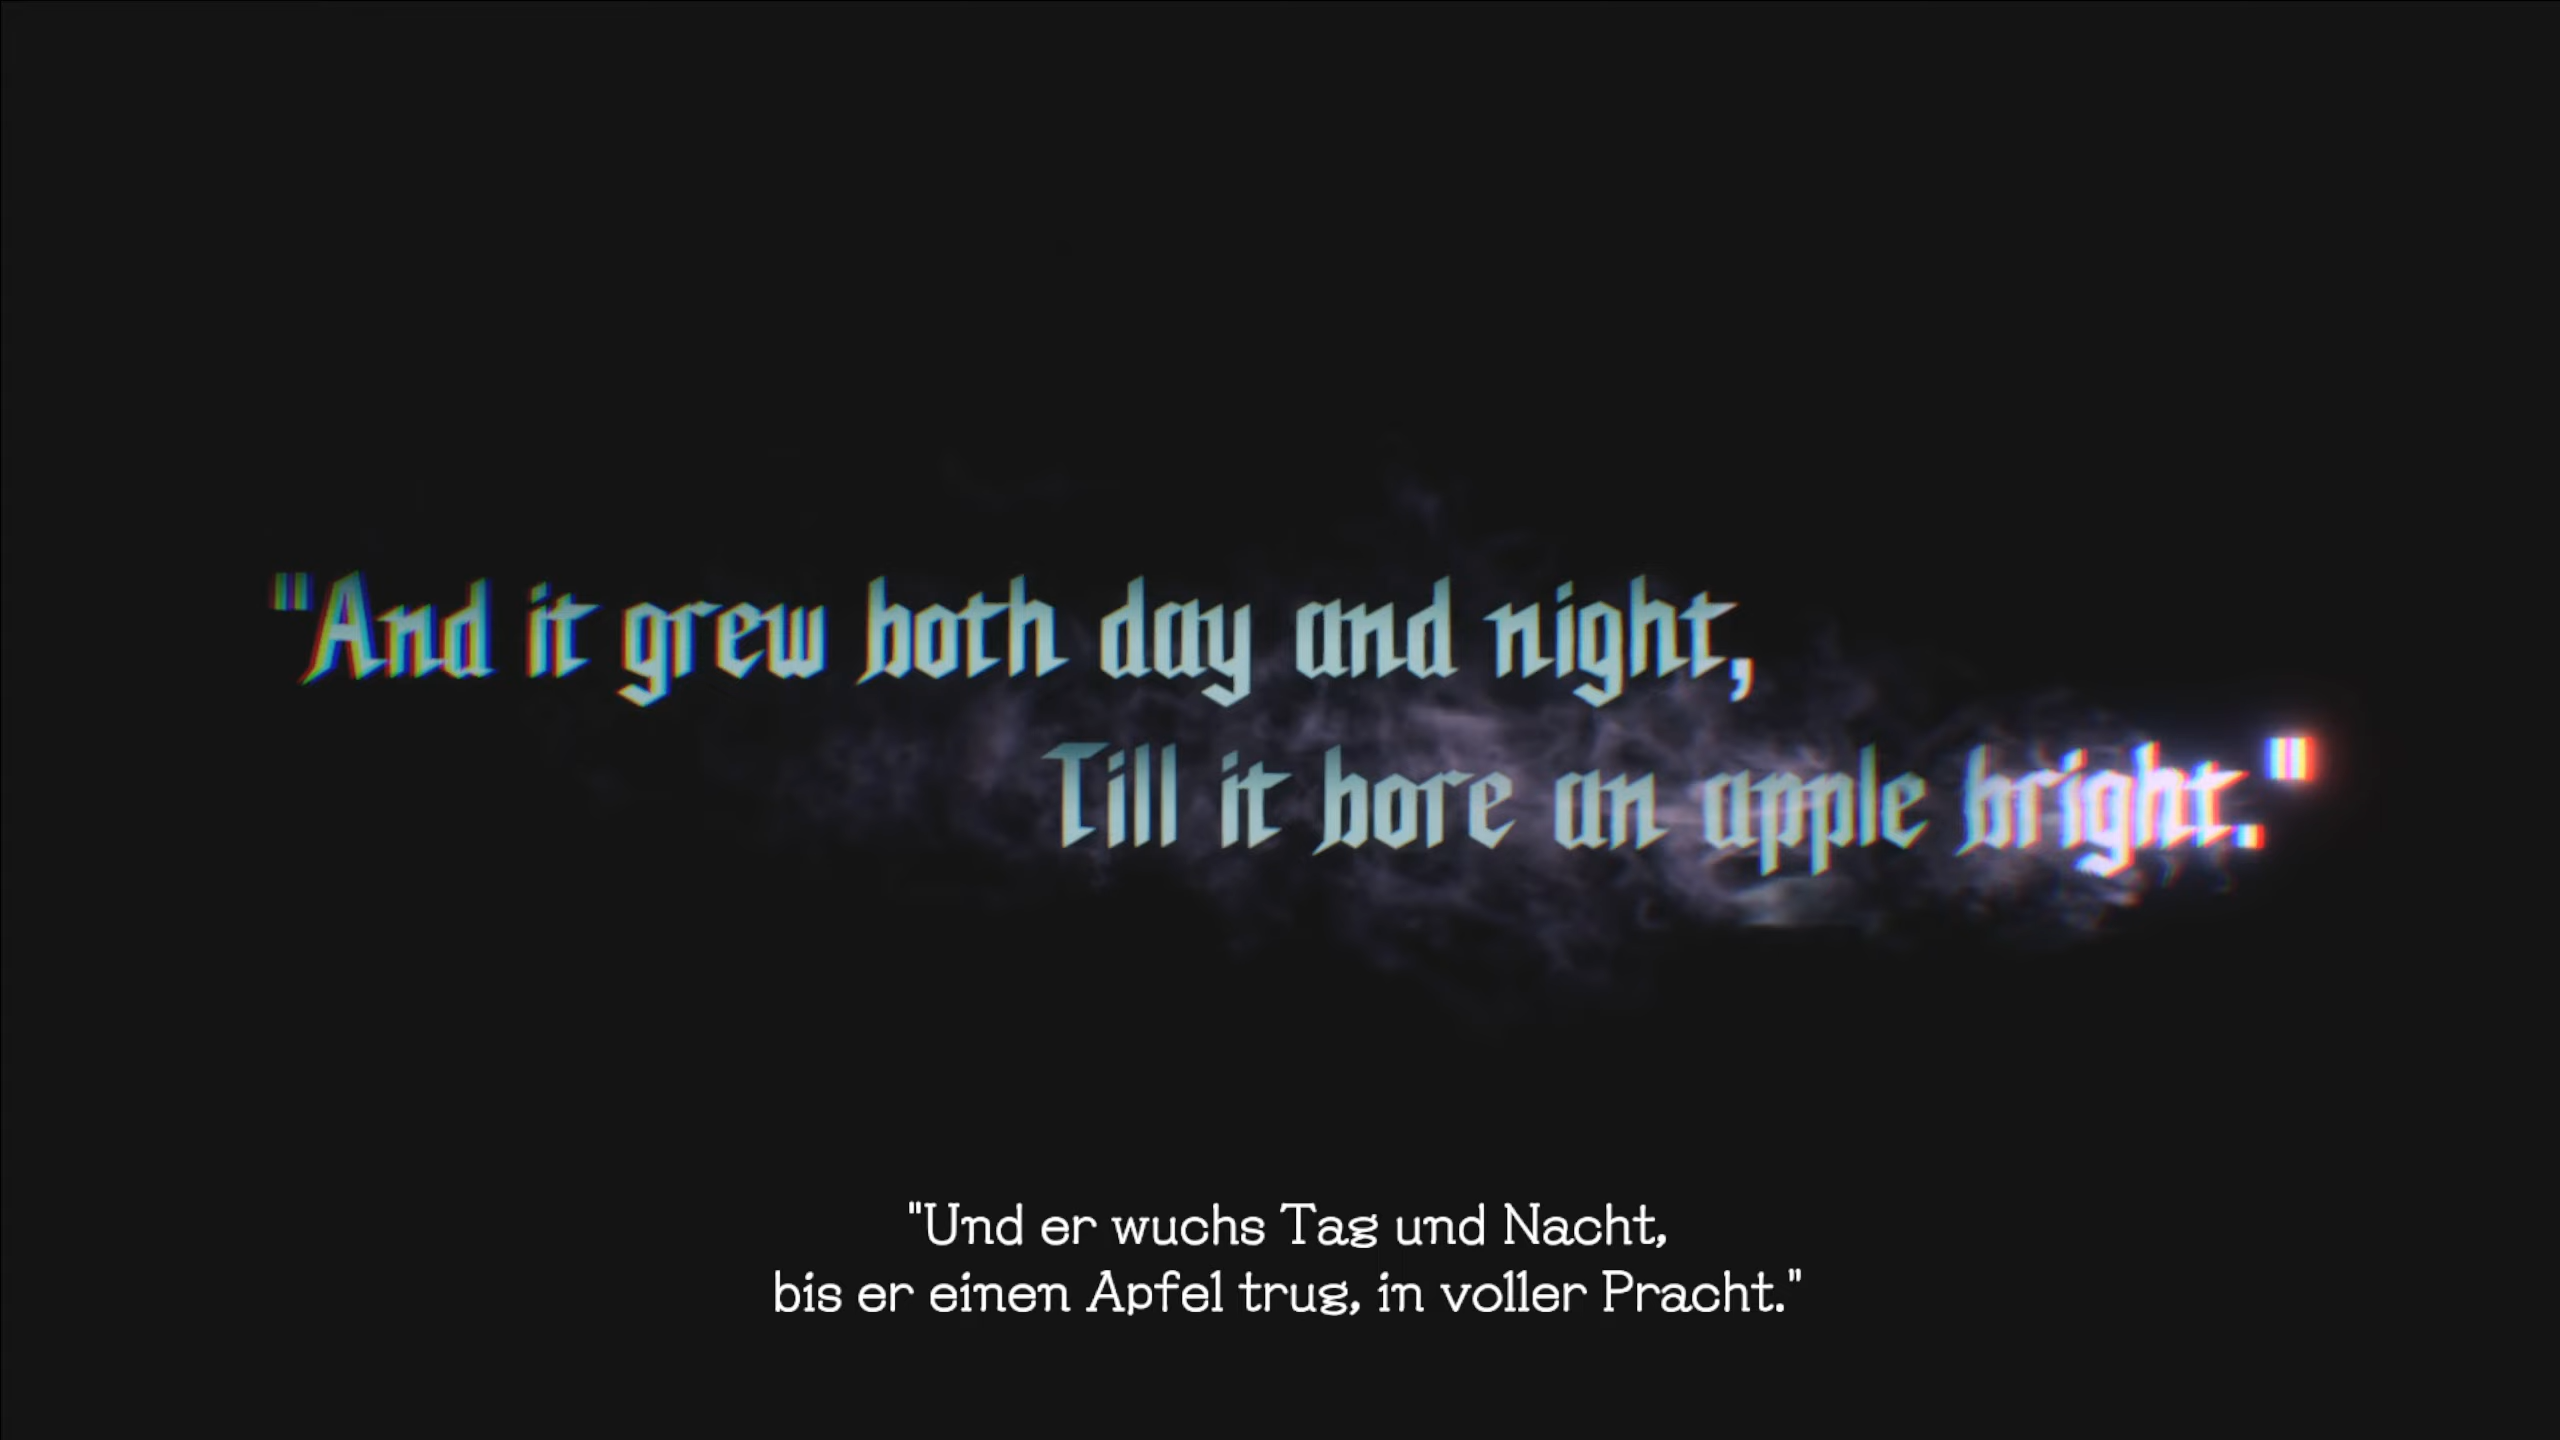 "And it grew both day and night,
Till it bore an apple bright."
"Und er wuchs Tag und Nacht,
bis er einen Apfel trug, in voller Pracht."